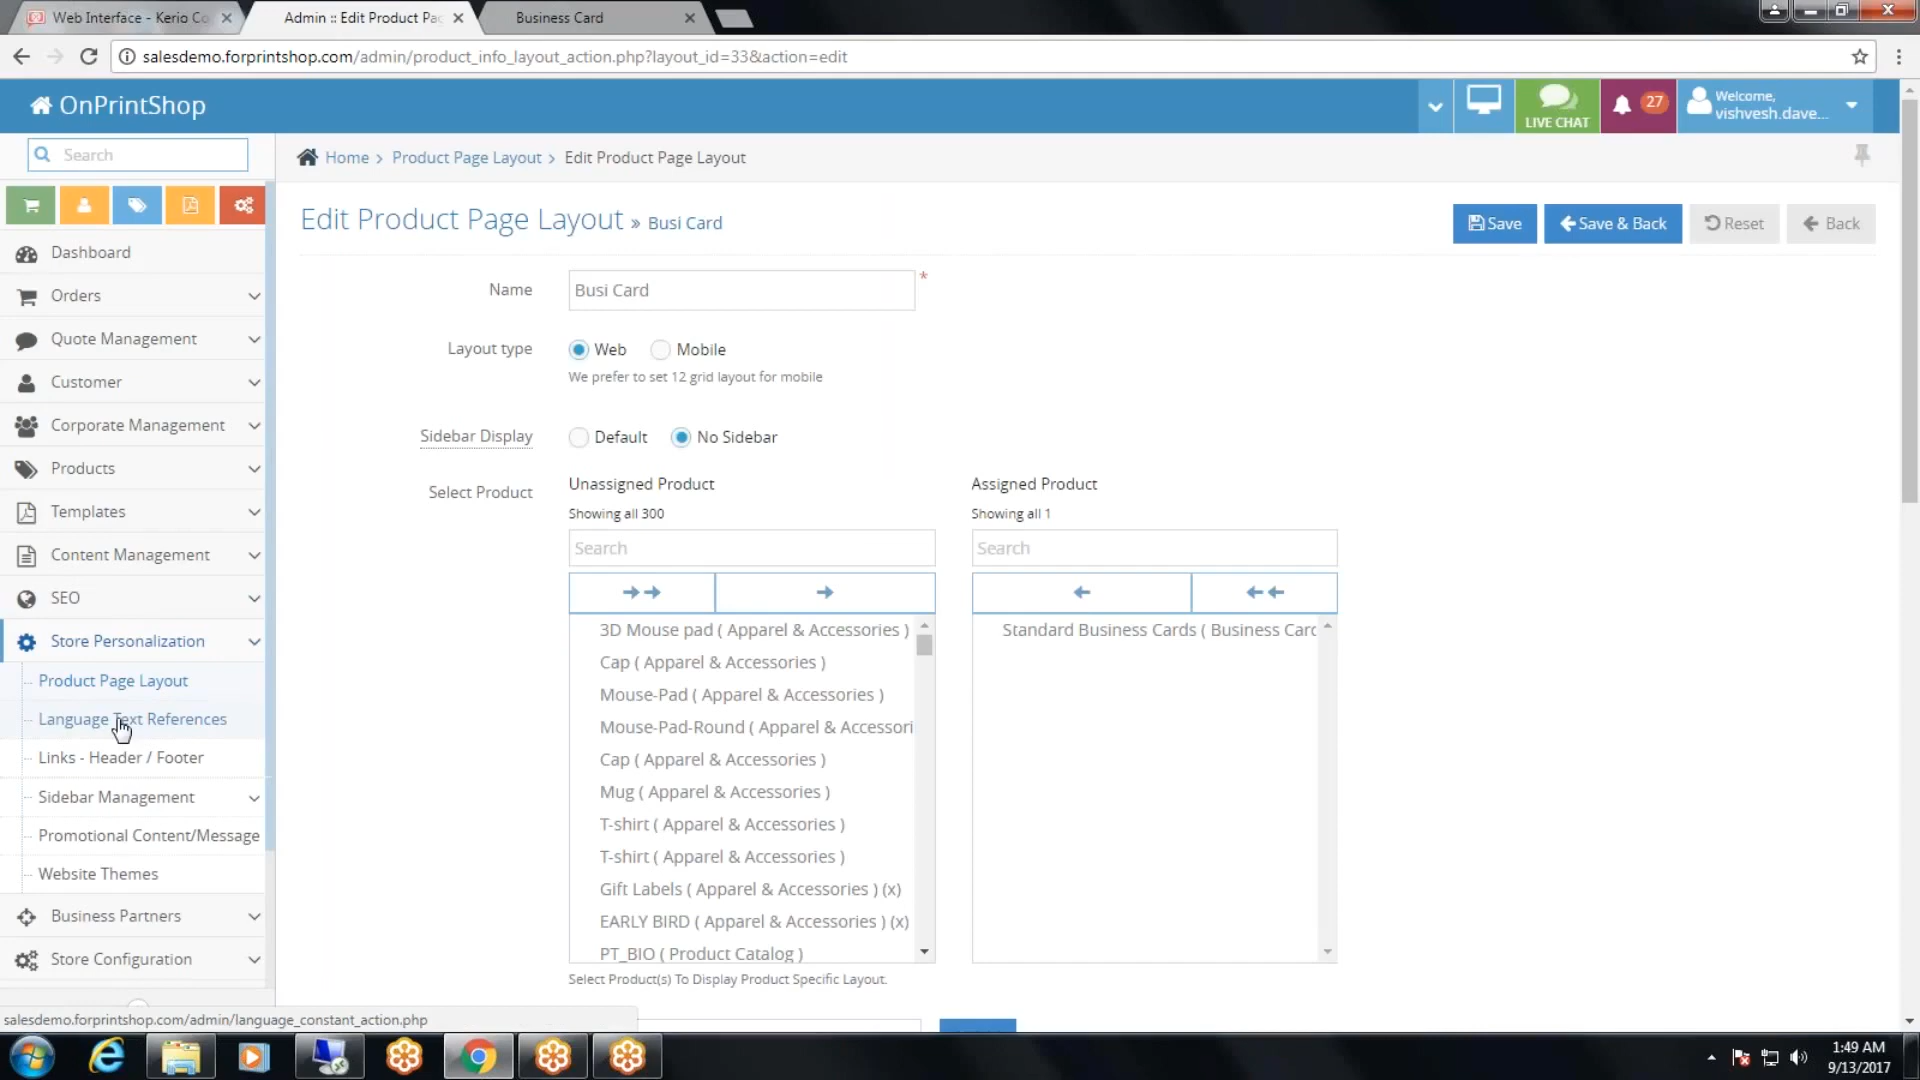 Web Interface - Kerio Co
Admin :: Edit Product Pac
Business Card
salesdemo.forprintshop.com/admin/product_info_layout_action.php?layout_id=33&action=edit
OnPrintShop
LIVE CHAT
27
Welcome,
vishvesh.dave...
Search
Home > Product Page Layout > Edit Product Page Layout
Edit Product Page Layout » Busi Card
Save
Save & Back
Reset
Back
Dashboard
Orders
Quote Management
Customer
Corporate Management
Products
Templates
Content Management
SEO
Store Personalization
Product Page Layout
Language Text References
Links - Header / Footer
Sidebar Management
Promotional Content/Message
Website Themes
Business Partners
Store Configuration
Name
Busi Card
*
Layout type
Web
Mobile
We prefer to set 12 grid layout for mobile
Sidebar Display
Default
No Sidebar
Select Product
Unassigned Product
Showing all 300
Search
3D Mouse pad ( Apparel & Accessories )
Cap ( Apparel & Accessories )
Mouse-Pad ( Apparel & Accessories )
Mouse-Pad-Round ( Apparel & Accessori
Cap ( Apparel & Accessories )
Mug ( Apparel & Accessories )
T-shirt ( Apparel & Accessories )
T-shirt ( Apparel & Accessories )
Gift Labels ( Apparel & Accessories ) (x)
EARLY BIRD ( Apparel & Accessories ) (x)
PT_BIO ( Product Catalog )
Assigned Product
Showing all 1
Search
Standard Business Cards ( Business Card
Select Product(s) To Display Product Specific Layout.
salesdemo.forprintshop.com/admin/language_constant_action.php
1:49 AM
9/13/2017